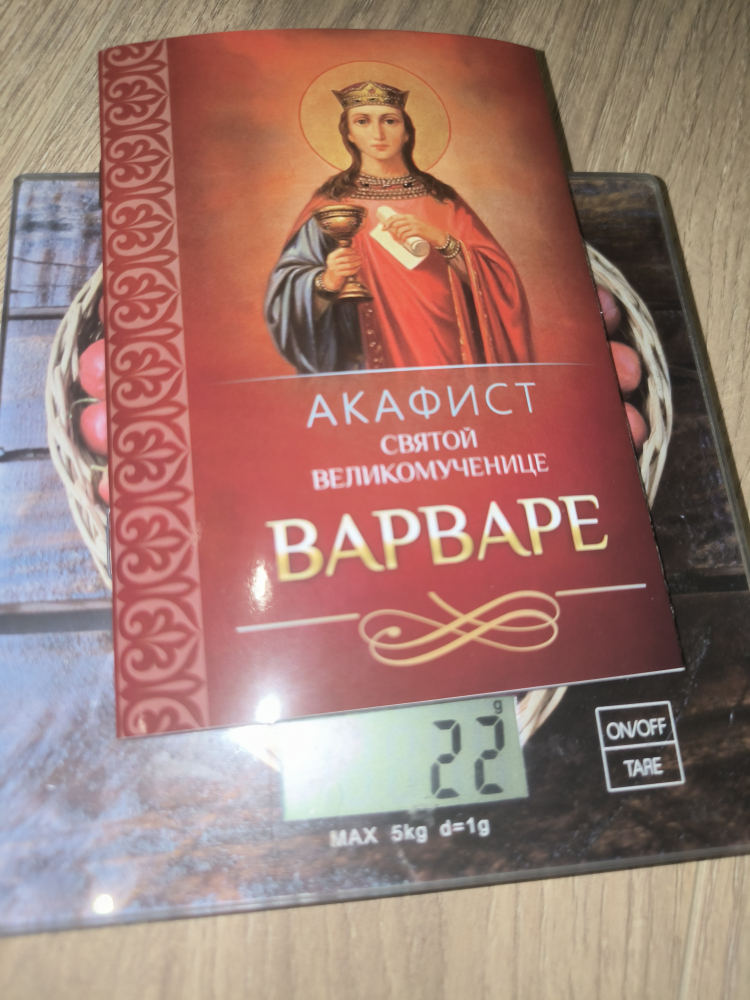 АКАФИСТ
СВЯТОЙ
ВЕЛИКОМУЧЕНИЦЕ
ВАРВАРЕ
g
22
ON/OFF
TARE
MAX 5kg d=1g